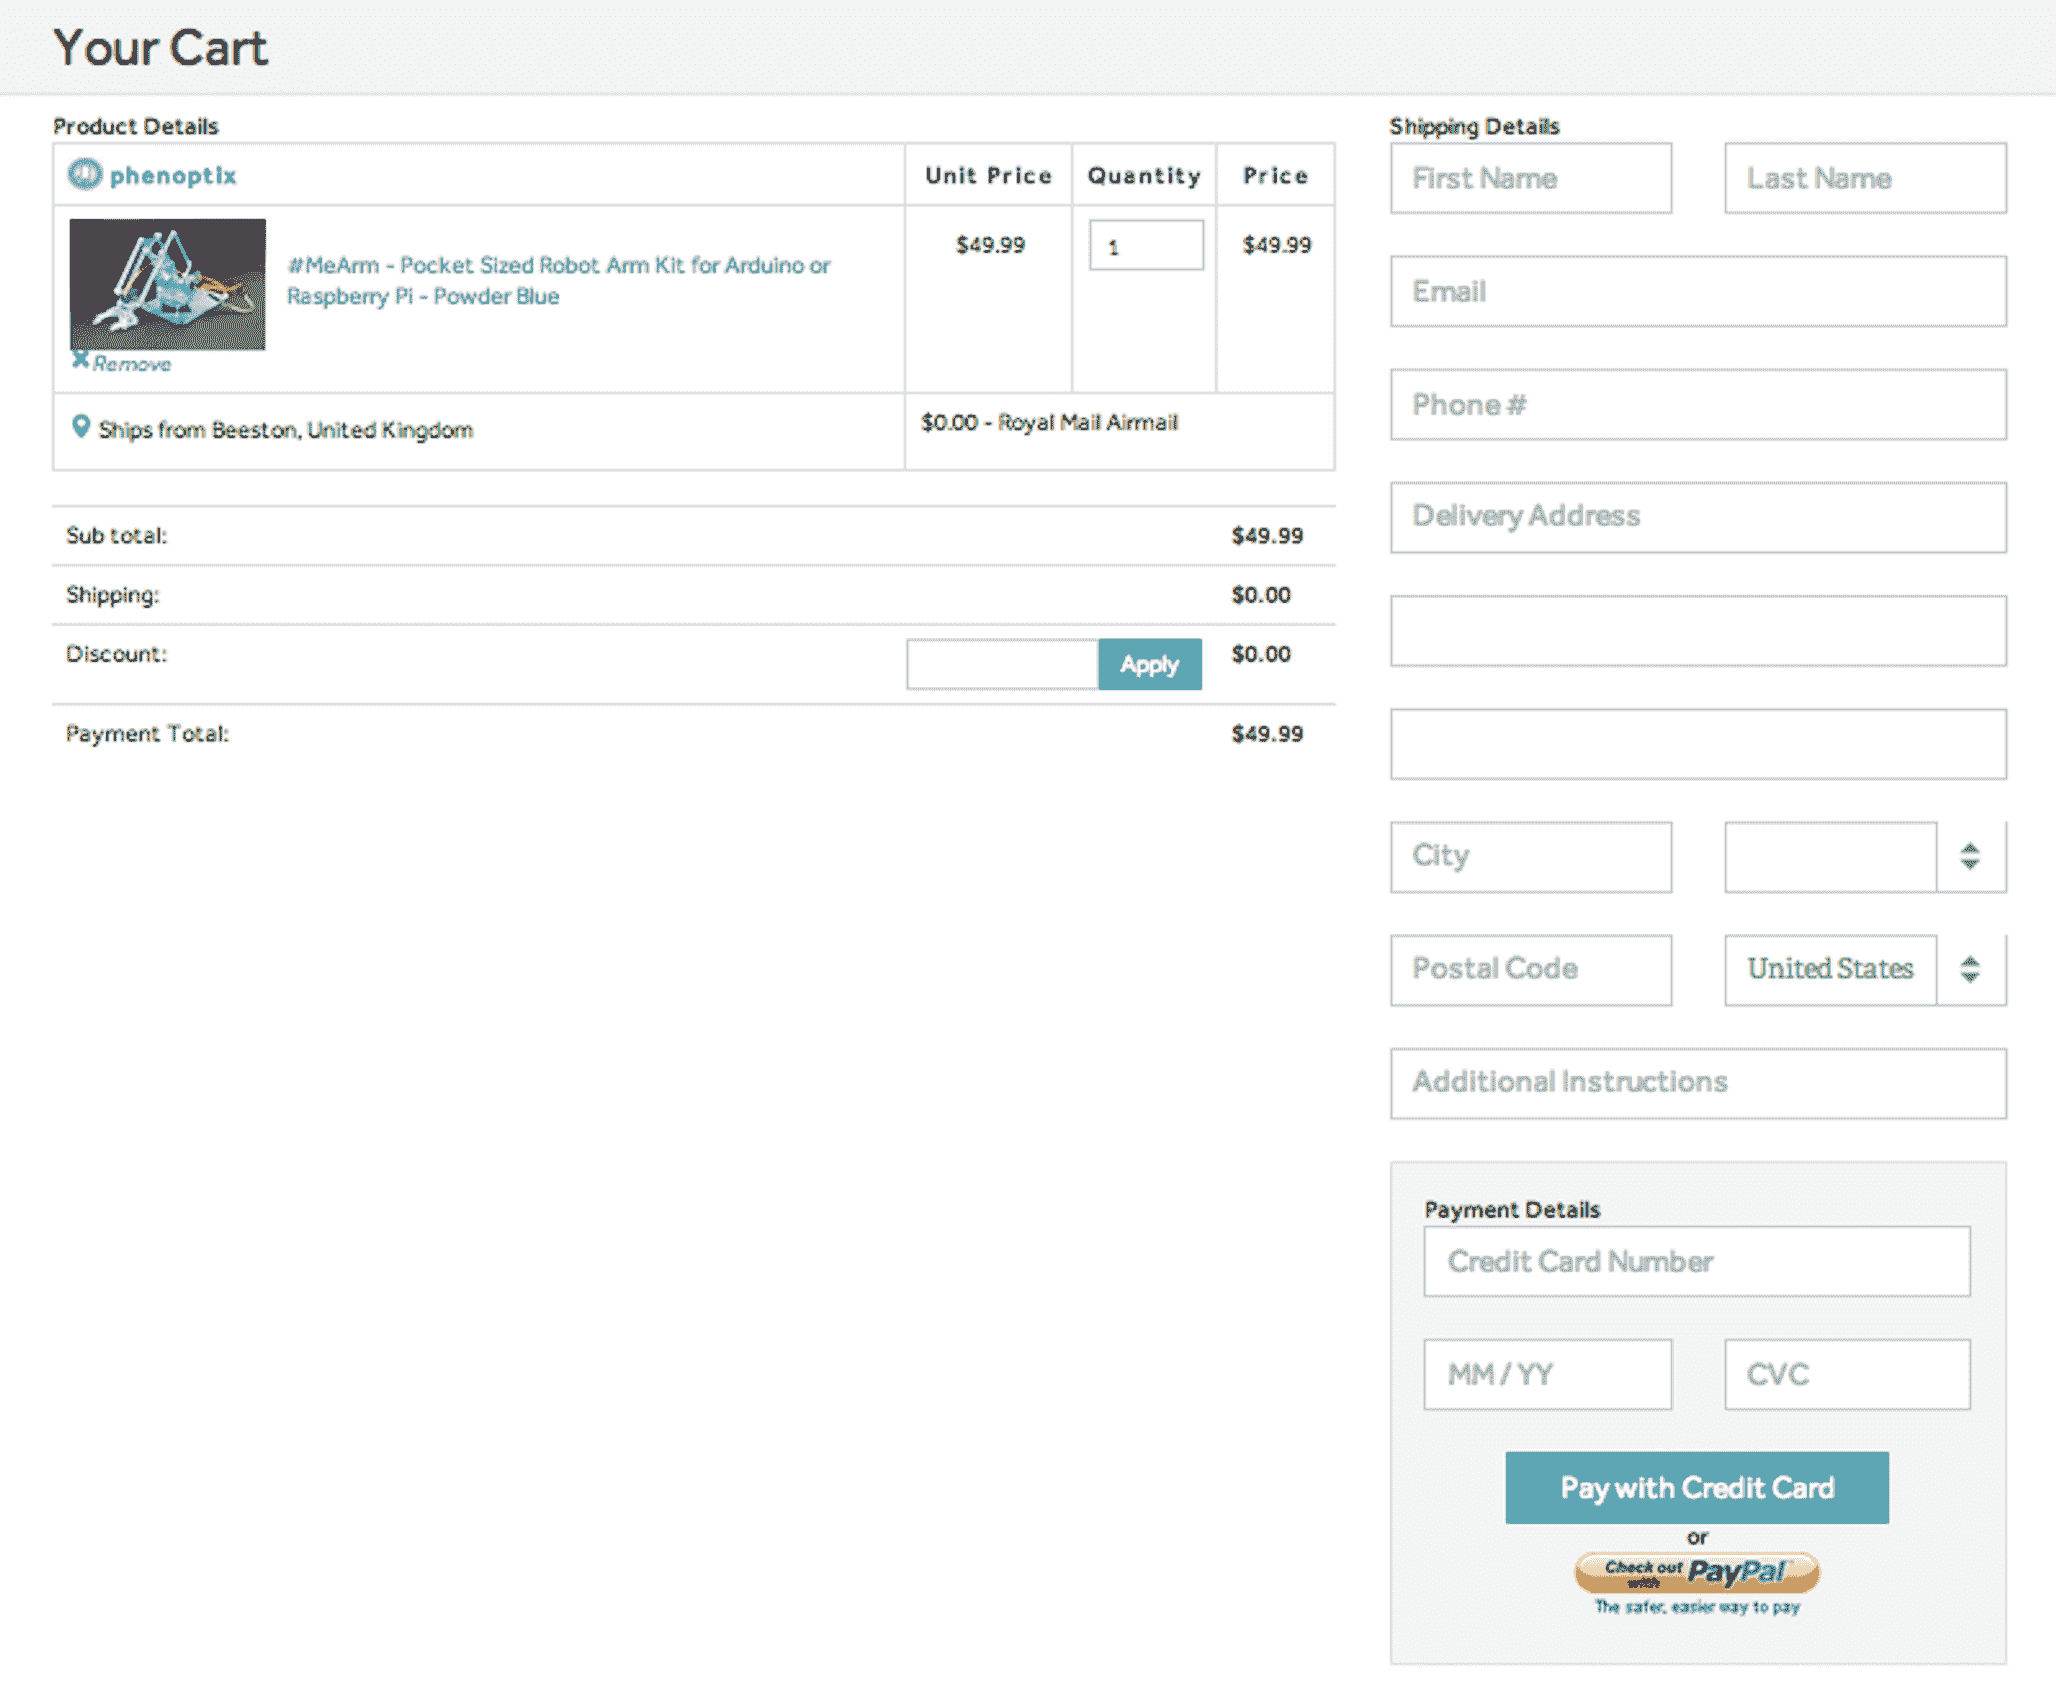 Your Cart
Product Details
phenoptix
Unit Price
Quantity
Price
#MeArm - Pocket Sized Robot Arm Kit for Arduino or
Raspberry Pi - Powder Blue
$49.99
1
$49.99
Remove
Ships from Beeston, United Kingdom
$0.00 - Royal Mail Airmail
Sub total:
$49.99
Shipping:
$0.00
Discount:
Apply
$0.00
Payment Total:
$49.99
Shipping Details
First Name
Last Name
Email
Phone #
Delivery Address
City
Postal Code
United States
Additional Instructions
Payment Details
Credit Card Number
MM / YY
CVC
Pay with Credit Card
or
Check out
with
PayPal
The safer, easier way to pay